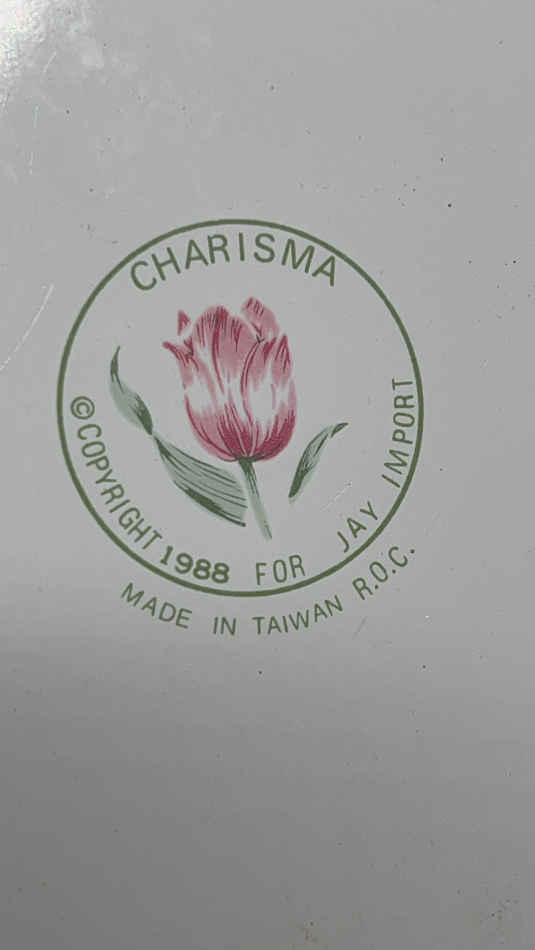 CHARISMA
©COPYRIGHT 1988 FOR JAY IMPORT
MADE IN TAIWAN R.O.C.